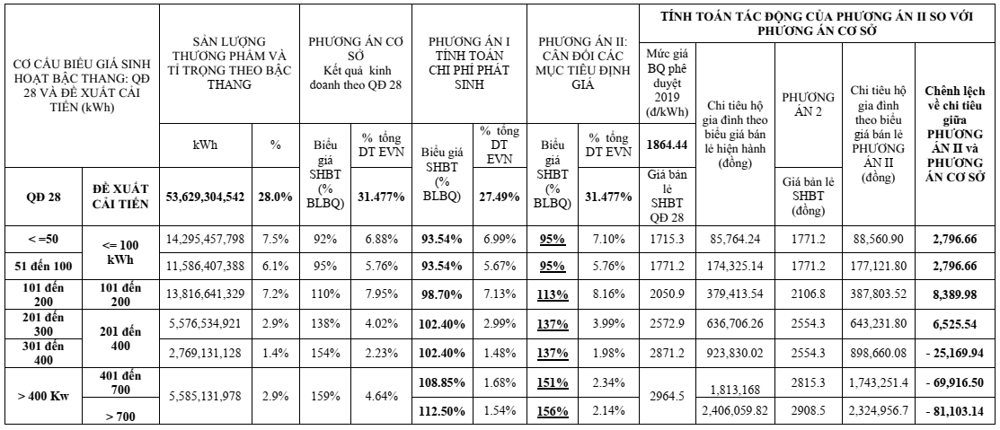 CƠ CẤU BIỂU GIÁ SINH
HOẠT BẬC THANG: QĐ
28 VÀ ĐỀ XUẤT CẢI
TIẾN (kWh)
SẢN LƯỢNG
THƯƠNG PHẨM VÀ
TỈ TRỌNG THEO BẬC
THANG
PHƯƠNG ÁN CƠ
SỞ
Kết quả kinh
doanh theo QĐ 28
PHƯƠNG ÁN I
TÍNH TOÁN
CHI PHÍ PHÁT
SINH
PHƯƠNG ÁN II:
CÂN ĐỐI CÁC
MỤC TIÊU ĐỊNH
GIÁ
TÍNH TOÁN TÁC ĐỘNG CỦA PHƯƠNG ÁN II SO VỚI
PHƯƠNG ÁN CƠ SỞ
Mức giá
BQ phê
duyệt
2019
(đ/kWh)
Chi tiêu hộ
gia đình theo
biểu giá bán
lẻ hiện hành
(đồng)
PHƯƠNG
ÁN 2
Chi tiêu hộ
gia đình
theo biểu
giá bán lẻ
PHƯƠNG
ÁN II
(đồng)
Chênh lệch
về chi tiêu
giữa
PHƯƠNG
ÁN II và
PHƯƠNG
ÁN CƠ SỞ
kWh
%
Biểu
giá
SHBT
(%
BLBQ)
% tổng
DT EVN
Biểu giá
SHBT
(%
BLBQ)
% tổng
DT
EVN
Biểu
giá
SHBT
(%
BLBQ)
% tổng
DT EVN
1864.44
QĐ 28
ĐỀ XUẤT
CẢI TIẾN
53,629,304,542
28.0%
31.477%
27.49%
31.477%
Giá bán
lẻ
SHBT
QĐ 28
Giá bán lẻ
SHBT
(đồng)
< =50
<= 100
kWh
14,295,457,798
7.5%
92%
6.88%
93.54%
6.99%
95%
7.10%
1715.3
85,764.24
1771.2
88,560.90
2,796.66
51 đến 100
11,586,407,388
6.1%
95%
5.76%
93.54%
5.67%
95%
5.76%
1771.2
174,325.14
1771.2
177,121.80
2,796.66
101 đến
200
101 đến
200
13,816,641,329
7.2%
110%
7.95%
98.70%
7.13%
113%
8.16%
2050.9
379,413.54
2106.8
387,803.52
8,389.98
201 đến
300
201 đến
400
5,576,534,921
2.9%
138%
4.02%
102.40%
2.99%
137%
3.99%
2572.9
636,706.26
2554.3
643,231.80
6,525.54
301 đến
400
2,769,131,128
1.4%
154%
2.23%
102.40%
1.48%
137%
1.98%
2871.2
923,830.02
2554.3
898,660.08
- 25,169.94
> 400 Kw
401 đến
700
5,585,131,978
2.9%
159%
4.64%
108.85%
1.68%
151%
2.34%
2964.5
1,813,168
2815.3
1,743,251.4
- 69,916.50
> 700
112.50%
1.54%
156%
2.14%
2,406,059.82
2908.5
2,324,956.7
- 81,103.14